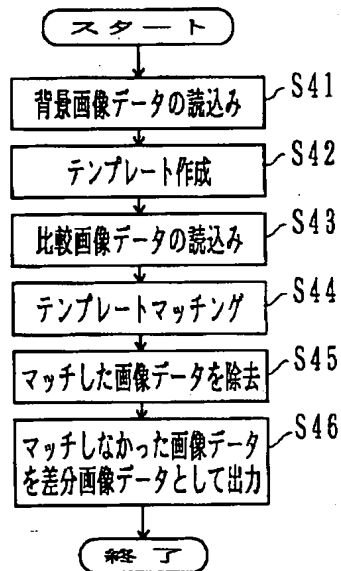 スタート
背景画像データの読込み
S41
テンプレート作成
S42
比較画像データの読込み
S43
テンプレートマッチング
S44
マッチした画像データを除去
S45
マッチしなかった画像データ
を差分画像データとして出力
S46
終了